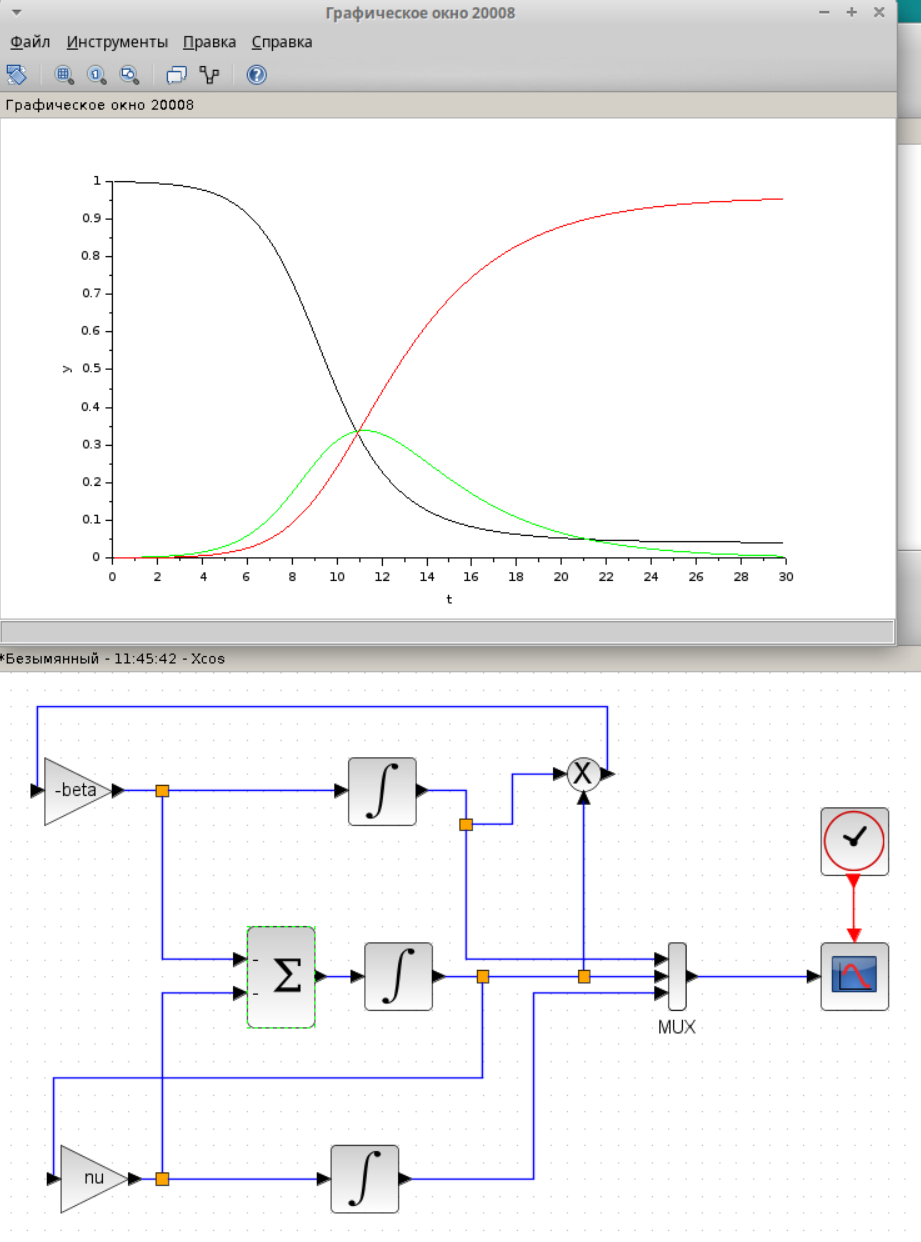 Графическое окно 20008
Файл Инструменты Правка Справка
Графическое окно 20008
1
0.9
0.8
0.7
0.6
y 0.5
0.4
0.3
0.2
0.1
0
0 2 4 6 8 10 12 14 16 18 20 22 24 26 28 30
t
*Безымянный - 11:45:42 - Xcos
-beta
∫
X
-
Σ
-
∫
MUX
nu
∫